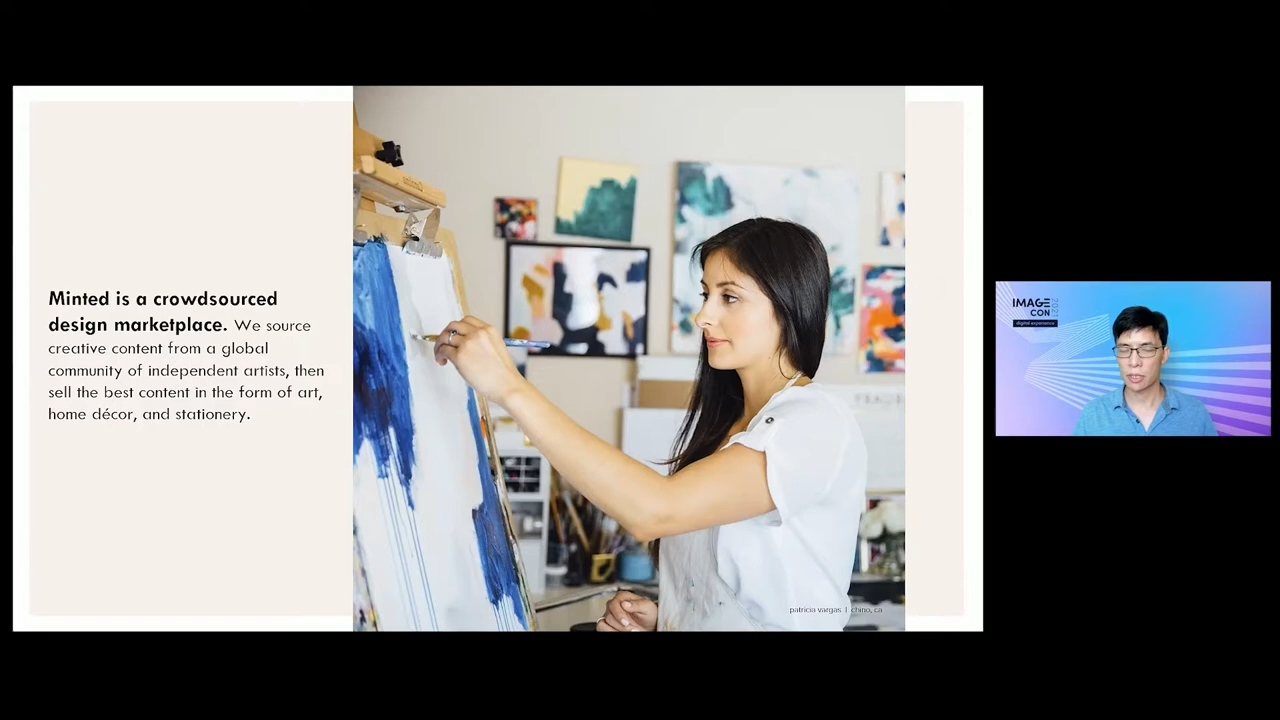 Minted is a crowdsourced
design marketplace. We source
creative content from a global
community of independent artists, then
sell the best content in the form of art,
home décor, and stationery.
patricia vargas | chino, ca
IMAGE
CON
2021
digital experience